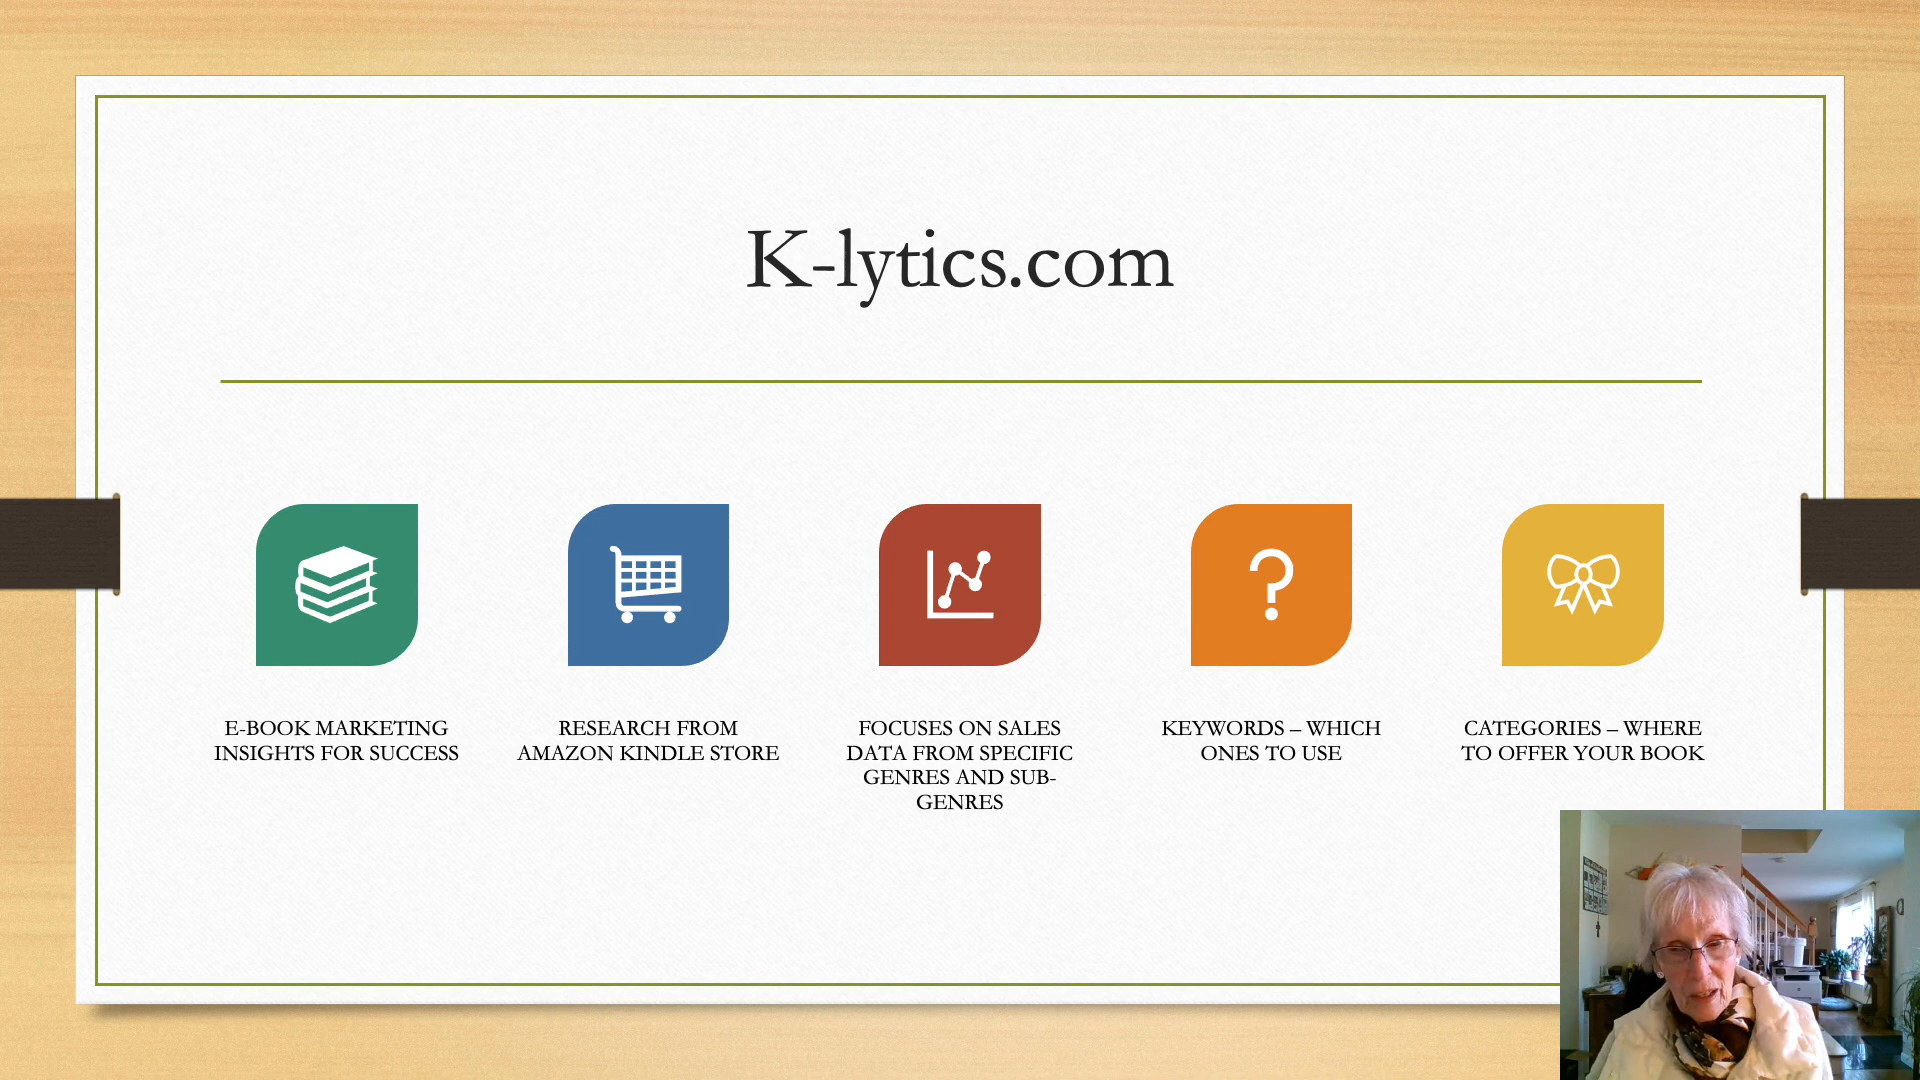 K-lytics.com
E-BOOK MARKETING
INSIGHTS FOR SUCCESS
RESEARCH FROM
AMAZON KINDLE STORE
FOCUSES ON SALES
DATA FROM SPECIFIC
GENRES AND SUB-
GENRES
KEYWORDS – WHICH
ONES TO USE
CATEGORIES – WHERE
TO OFFER YOUR BOOK